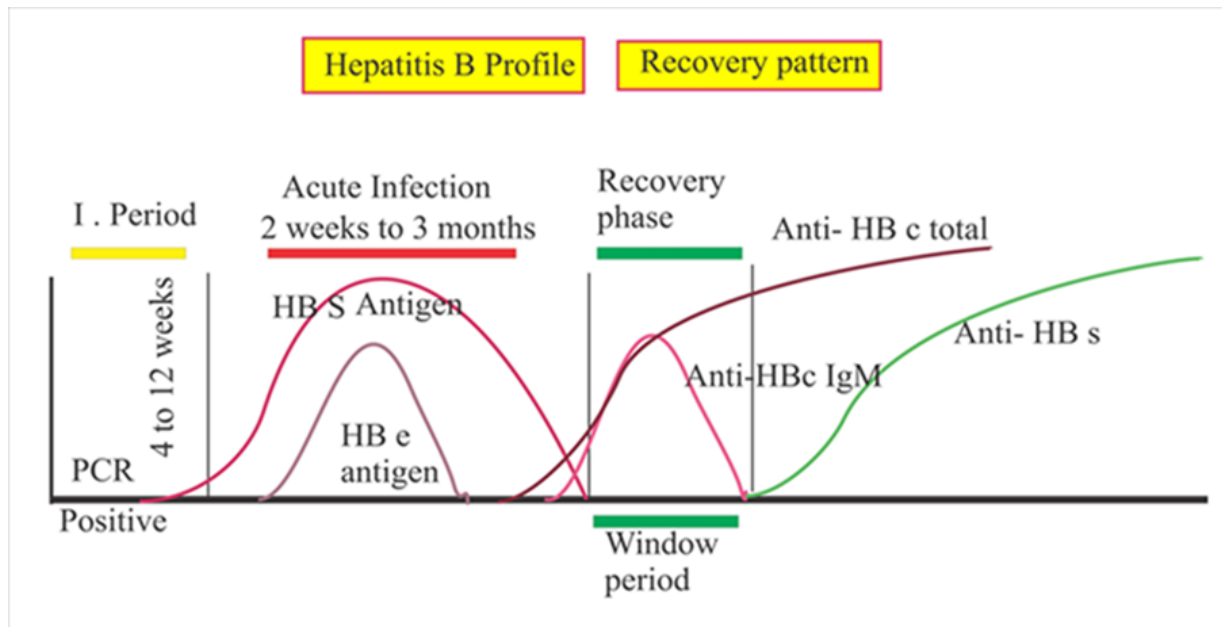 Hepatitis B Profile
Recovery pattern
I . Period
Acute Infection
2 weeks to 3 months
Recovery
phase
Anti- HB c total
4 to 12 weeks
HB S Antigen
Anti- HB s
Anti-HBc IgM
HB e
antigen
PCR
Positive
Window
period